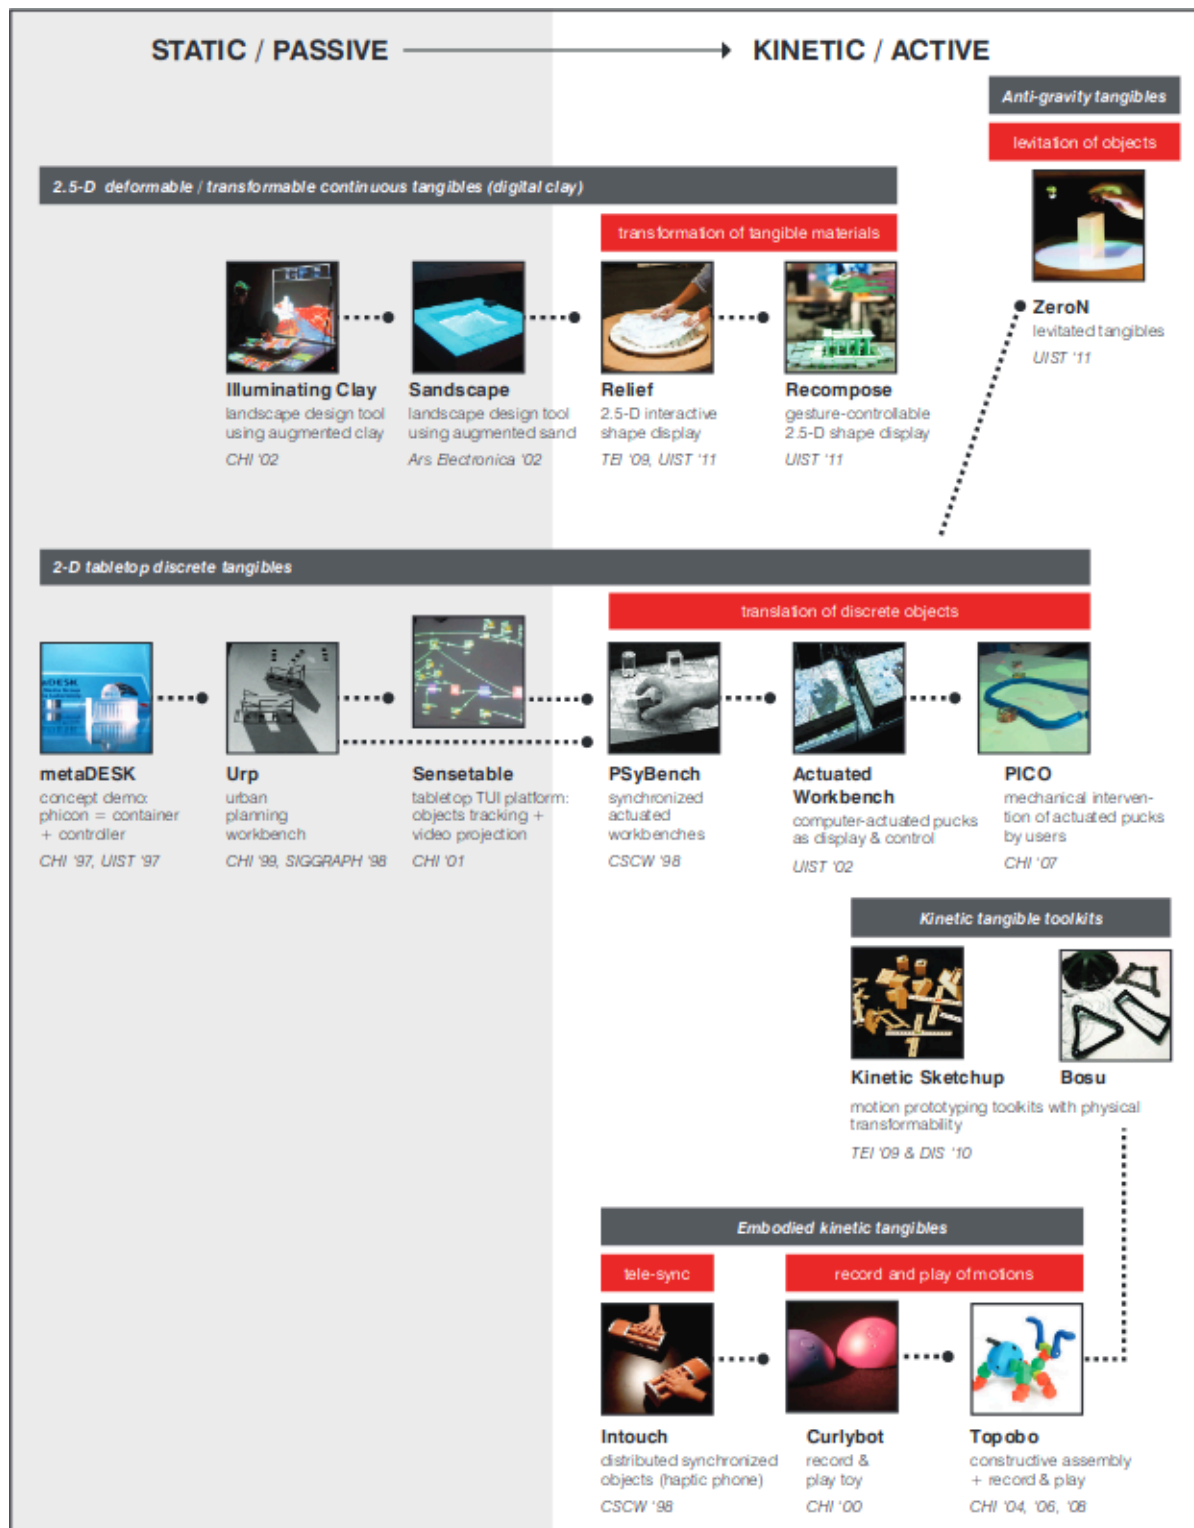 STATIC / PASSIVE
KINETIC / ACTIVE
Anti-gravity tangibles
levitation of objects
2.5-D deformable / transformable continuous tangibles (digital clay)
transformation of tangible materials
ZeroN
levitated tangibles
UIST '11
Illuminating Clay
landscape design tool
using augmented clay
CHI '02
Sandscape
landscape design tool
using augmented sand
Ars Electronica '02
Relief
2.5-D interactive
shape display
TEI '09, UIST '11
Recompose
gesture-controllable
2.5-D shape display
UIST '11
2-D tabletop discrete tangibles
translation of discrete objects
metaDESK
concept demo:
phicon = container
+ controller
CHI '97, UIST '97
Urp
urban
planning
workbench
CHI '99, SIGGRAPH '98
Sensetable
tabletop TUI platform:
objects tracking +
video projection
CHI '01
PSyBench
synchronized
actuated
workbenches
CSCW '98
Actuated
Workbench
computer-actuated pucks
as display & control
UIST '02
PICO
mechanical interven-
tion of actuated pucks
by users
CHI '07
Kinetic tangible toolkits
Kinetic Sketchup
Bosu
motion prototyping toolkits with physical
transformability
TEI '09 & DIS '10
Embodied kinetic tangibles
tele-sync
record and play of motions
Intouch
distributed synchronized
objects (haptic phone)
CSCW '98
Curlybot
record &
play toy
CHI '00
Topobo
constructive assembly
+ record & play
CHI '04, '06, '08